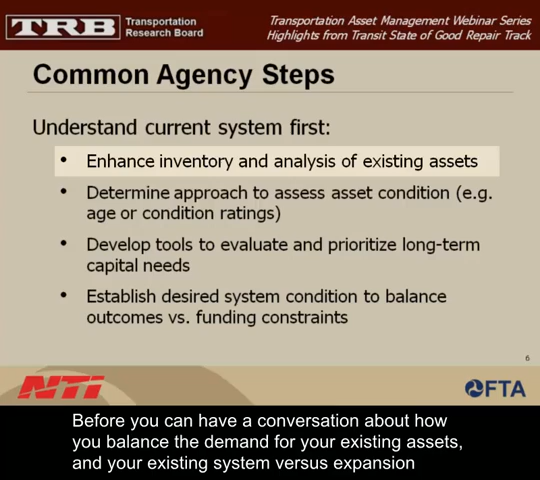 TRB
Transportation
Research Board
Transportation Asset Management Webinar Series
Highlights from Transit State of Good Repair Track
Common Agency Steps
Understand current system first:
• Enhance inventory and analysis of existing assets
• Determine approach to assess asset condition (e.g.
age or condition ratings)
• Develop tools to evaluate and prioritize long-term
capital needs
• Establish desired system condition to balance
outcomes vs. funding constraints
6
NTI
FTA
Before you can have a conversation about how
you balance the demand for your existing assets,
and your existing system versus expansion